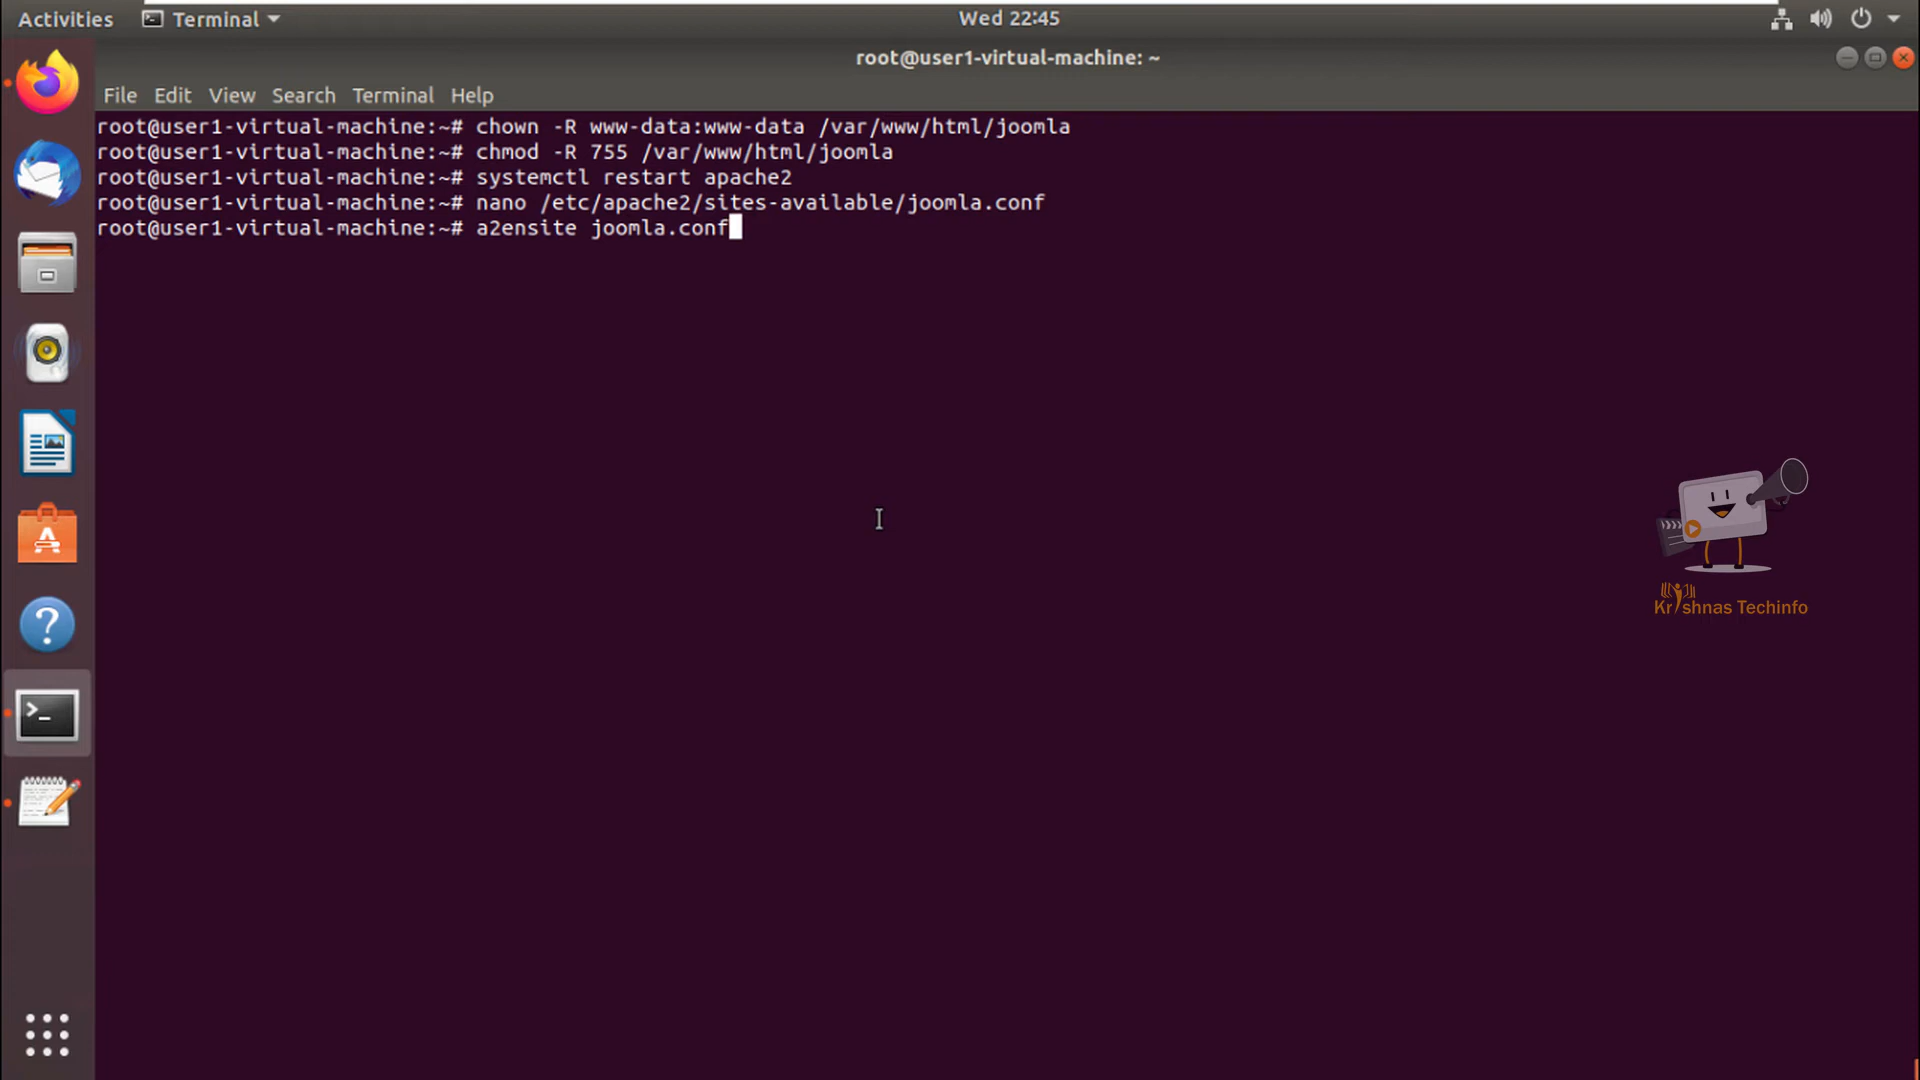 Activities Terminal Wed 22:45
root@user1-virtual-machine: ~
File Edit View Search Terminal Help
root@user1-virtual-machine:~# chown -R www-data:www-data /var/www/html/joomla
root@user1-virtual-machine:~# chmod -R 755 /var/www/html/joomla
root@user1-virtual-machine:~# systemctl restart apache2
root@user1-virtual-machine:~# nano /etc/apache2/sites-available/joomla.conf
root@user1-virtual-machine:~# a2ensite joomla.conf
Krishnas Techinfo